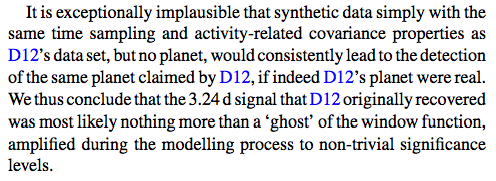 It is exceptionally implausible that synthetic data simply with the
same time sampling and activity-related covariance properties as
D12’s data set, but no planet, would consistently lead to the detection
of the same planet claimed by D12, if indeed D12’s planet were real.
We thus conclude that the 3.24 d signal that D12 originally recovered
was most likely nothing more than a ‘ghost’ of the window function,
amplified during the modelling process to non-trivial significance
levels.